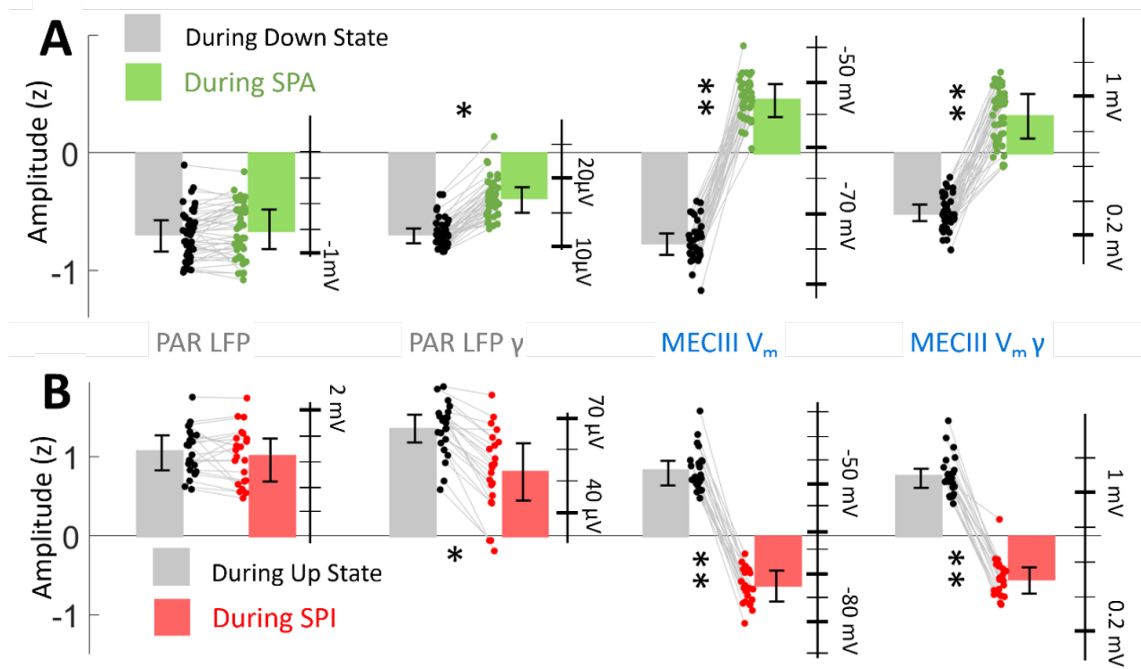 A
During Down State
During SPA
Amplitude (z)
1
0
-1
*
**
**
-1mV
20μV
10μV
-50 mV
-70 mV
1 mV
0.2 mV
PAR LFP
PAR LFP γ
MECIII Vm
MECIII Vm γ
B
During Up State
During SPI
Amplitude (z)
1
0
-1
*
**
**
2 mV
70 μV
40 μV
-50 mV
-80 mV
1 mV
0.2 mV